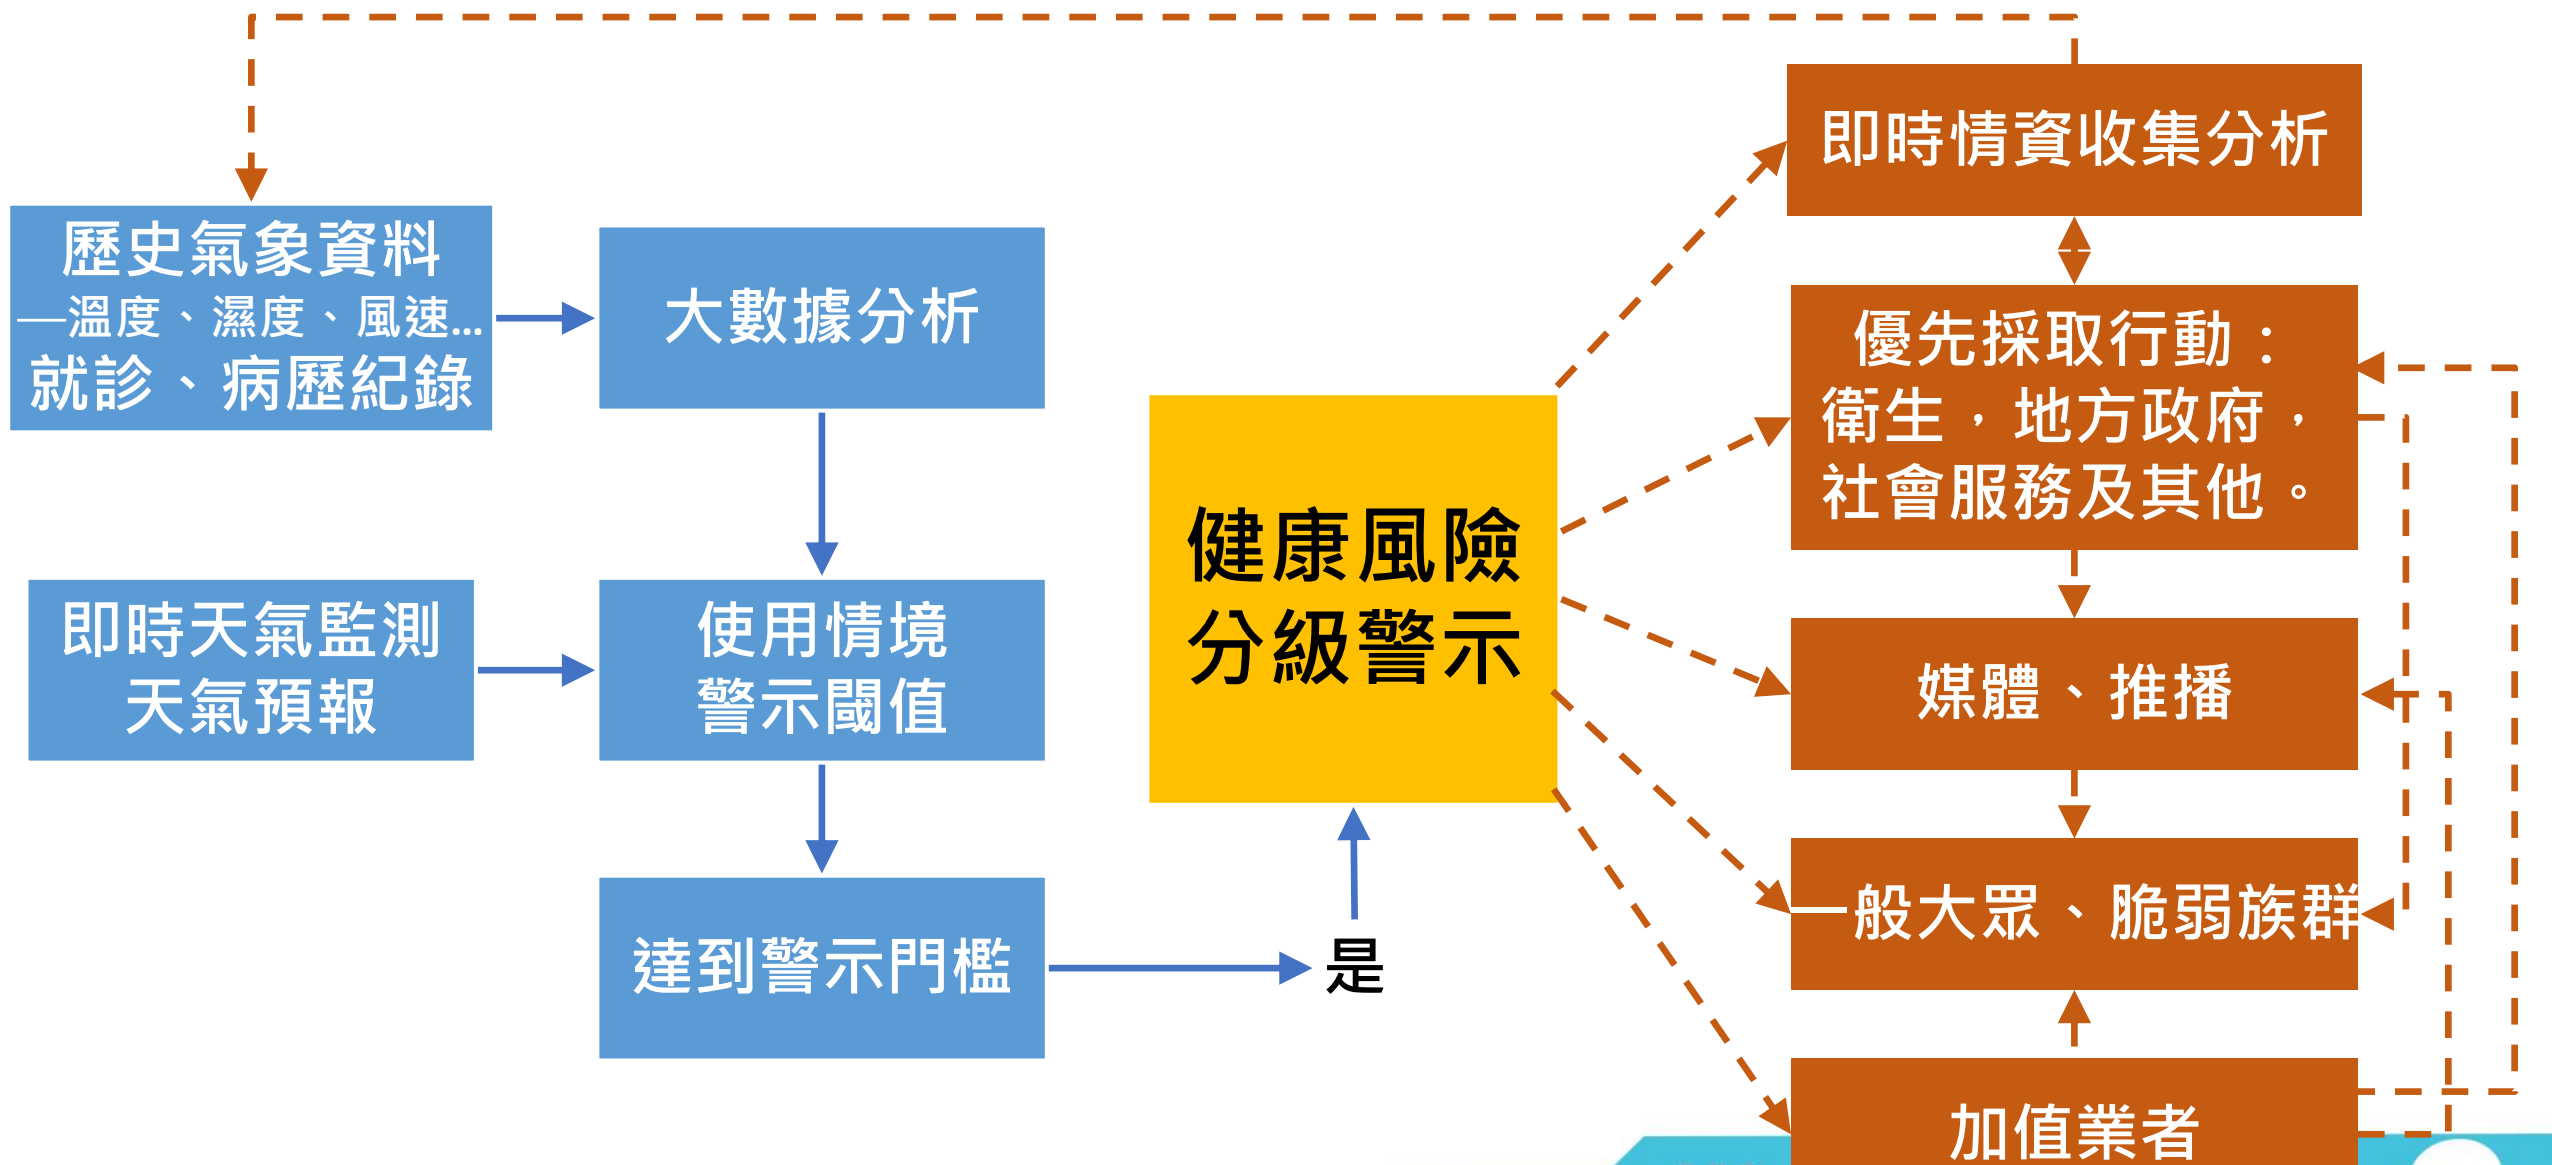 歷史氣象資料
—溫度、濕度、風速...
就診、病歷紀錄
大數據分析
即時天氣監測
天氣預報
使用情境
警示閾值
達到警示門檻
是
健康風險
分級警示
即時情資收集分析
優先採取行動：
衛生，地方政府，
社會服務及其他。
媒體、推播
一般大眾、脆弱族群
加值業者